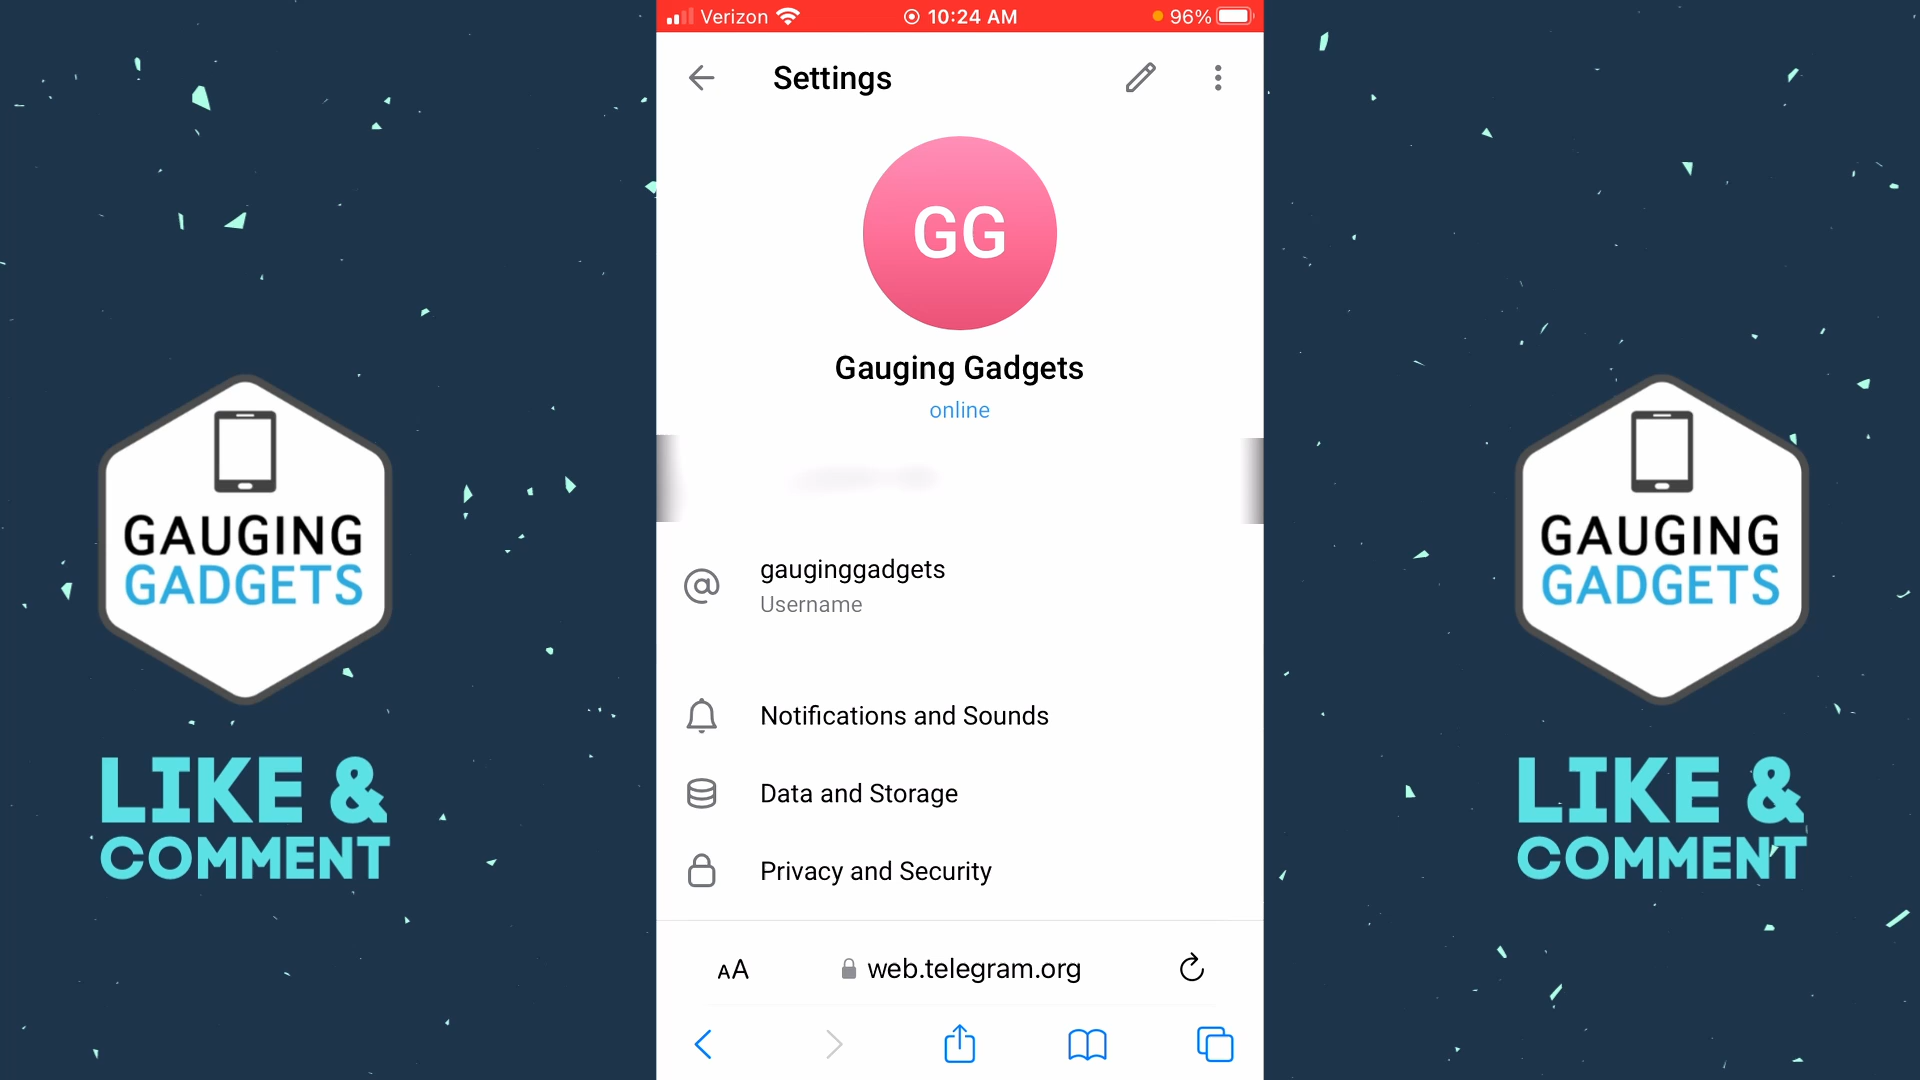 Verizon 10:24 AM 96%
Settings
GG
Gauging Gadgets
online
gauginggadgets
Username
Notifications and Sounds
Data and Storage
Privacy and Security
AA web.telegram.org
GAUGING
GADGETS
LIKE &
COMMENT
GAUGING
GADGETS
LIKE &
COMMENT